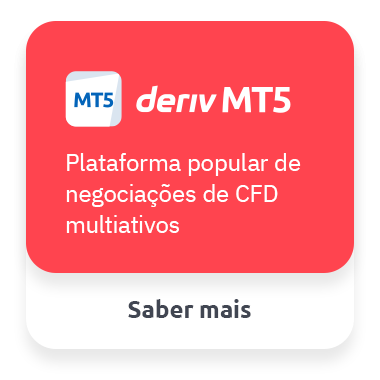 MT5 deriv MT5
Plataforma popular de
negociações de CFD
multiativos
Saber mais